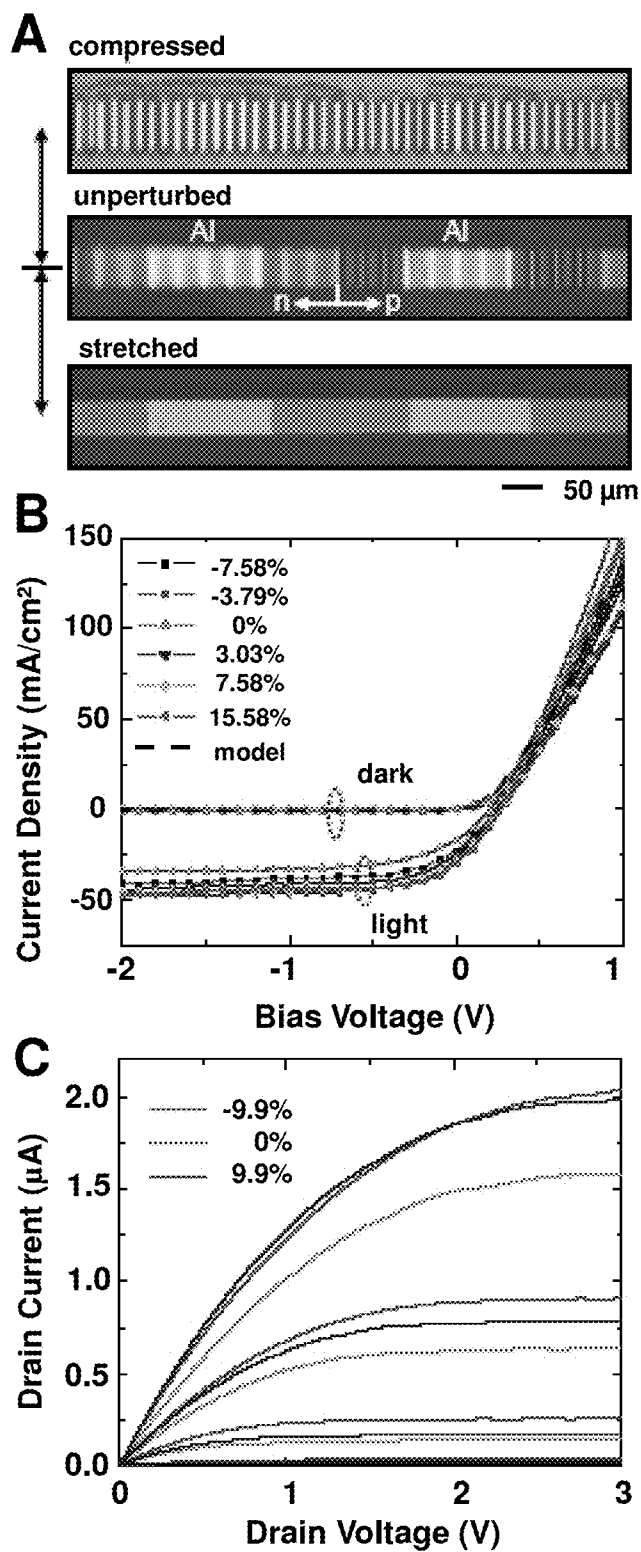 A
compressed
unperturbed
Al Al
n p
stretched
50 μm
B
150
100
50
0
-50
-2 -1 0 1
Current Density (mA/cm²)
Bias Voltage (V)
-7.58%
-3.79%
0%
3.03%
7.58%
15.58%
model
dark
light
C
2.0
1.5
1.0
0.5
0.0
0 1 2 3
Drain Current (μA)
Drain Voltage (V)
-9.9%
0%
9.9%